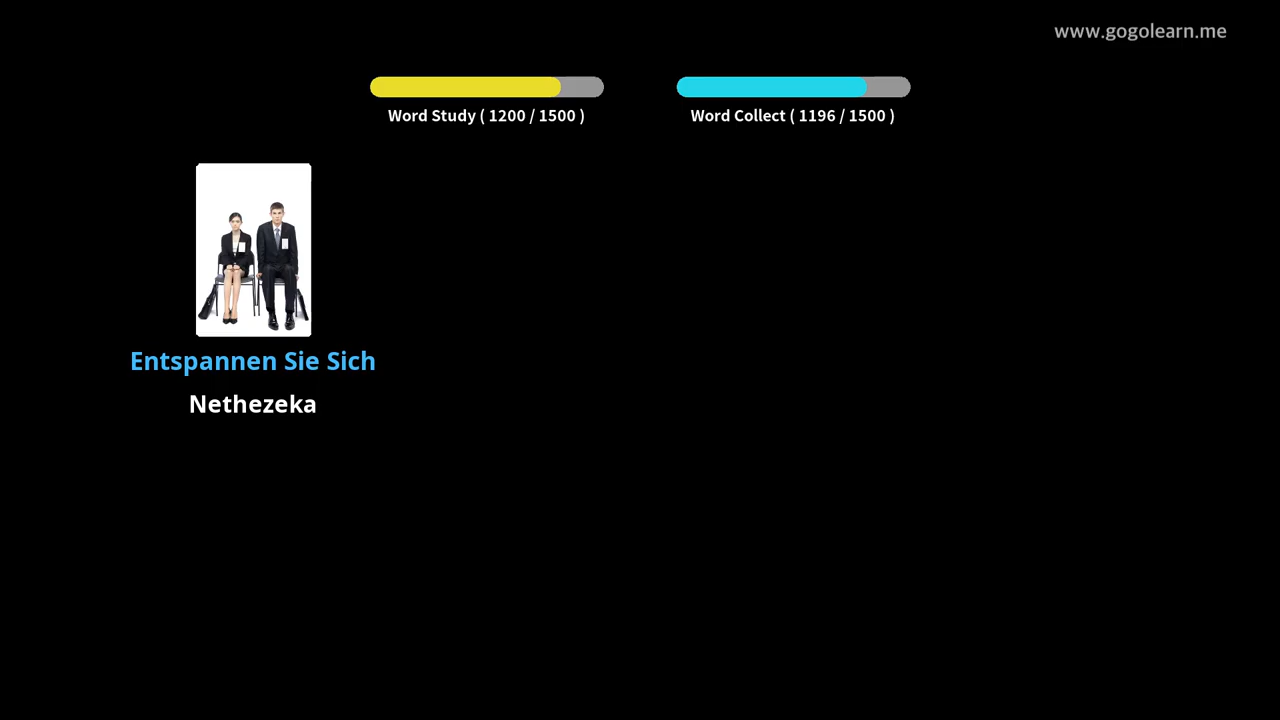 www.gogolearn.me
Word Study ( 1200 / 1500 )
Word Collect ( 1196 / 1500 )
Entspannen Sie Sich
Nethezeka